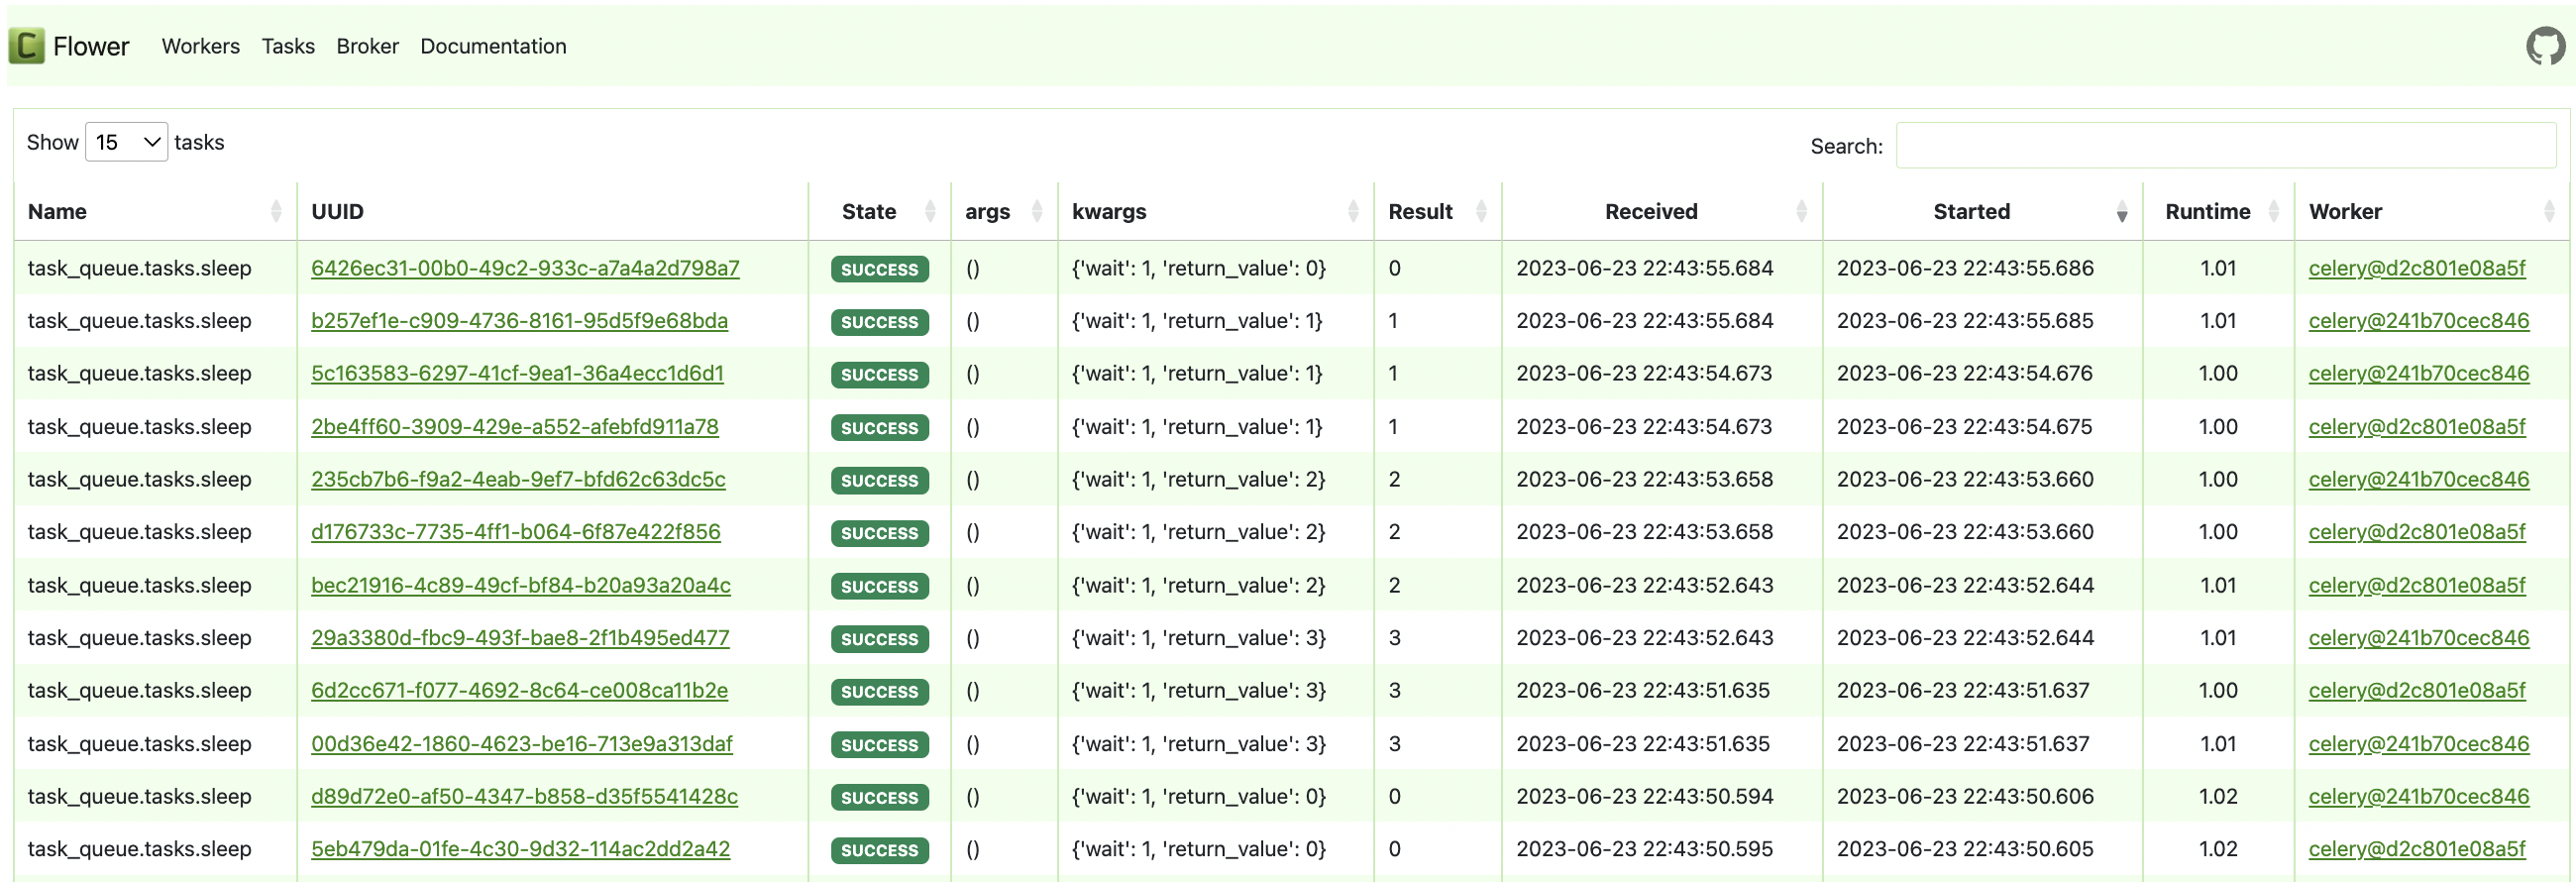 C Flower Workers Tasks Broker Documentation
Show 15 tasks Search:
Name UUID State args kwargs Result Received Started Runtime Worker
task_queue.tasks.sleep 6426ec31-00b0-49c2-933c-a7a4a2d798a7 SUCCESS () {'wait': 1, 'return_value': 0} 0 2023-06-23 22:43:55.684 2023-06-23 22:43:55.686 1.01 celery@d2c801e08a5f
task_queue.tasks.sleep b257ef1e-c909-4736-8161-95d5f9e68bda SUCCESS () {'wait': 1, 'return_value': 1} 1 2023-06-23 22:43:55.684 2023-06-23 22:43:55.685 1.01 celery@241b70cec846
task_queue.tasks.sleep 5c163583-6297-41cf-9ea1-36a4ecc1d6d1 SUCCESS () {'wait': 1, 'return_value': 1} 1 2023-06-23 22:43:54.673 2023-06-23 22:43:54.676 1.00 celery@241b70cec846
task_queue.tasks.sleep 2be4ff60-3909-429e-a552-afebfd911a78 SUCCESS () {'wait': 1, 'return_value': 1} 1 2023-06-23 22:43:54.673 2023-06-23 22:43:54.675 1.00 celery@d2c801e08a5f
task_queue.tasks.sleep 235cb7b6-f9a2-4eab-9ef7-bfd62c63dc5c SUCCESS () {'wait': 1, 'return_value': 2} 2 2023-06-23 22:43:53.658 2023-06-23 22:43:53.660 1.00 celery@241b70cec846
task_queue.tasks.sleep d176733c-7735-4ff1-b064-6f87e422f856 SUCCESS () {'wait': 1, 'return_value': 2} 2 2023-06-23 22:43:53.658 2023-06-23 22:43:53.660 1.00 celery@d2c801e08a5f
task_queue.tasks.sleep bec21916-4c89-49cf-bf84-b20a93a20a4c SUCCESS () {'wait': 1, 'return_value': 2} 2 2023-06-23 22:43:52.643 2023-06-23 22:43:52.644 1.01 celery@d2c801e08a5f
task_queue.tasks.sleep 29a3380d-fbc9-493f-bae8-2f1b495ed477 SUCCESS () {'wait': 1, 'return_value': 3} 3 2023-06-23 22:43:52.643 2023-06-23 22:43:52.644 1.01 celery@241b70cec846
task_queue.tasks.sleep 6d2cc671-f077-4692-8c64-ce008ca11b2e SUCCESS () {'wait': 1, 'return_value': 3} 3 2023-06-23 22:43:51.635 2023-06-23 22:43:51.637 1.00 celery@d2c801e08a5f
task_queue.tasks.sleep 00d36e42-1860-4623-be16-713e9a313daf SUCCESS () {'wait': 1, 'return_value': 3} 3 2023-06-23 22:43:51.635 2023-06-23 22:43:51.637 1.01 celery@241b70cec846
task_queue.tasks.sleep d89d72e0-af50-4347-b858-d35f5541428c SUCCESS () {'wait': 1, 'return_value': 0} 0 2023-06-23 22:43:50.594 2023-06-23 22:43:50.606 1.02 celery@241b70cec846
task_queue.tasks.sleep 5eb479da-01fe-4c30-9d32-114ac2dd2a42 SUCCESS () {'wait': 1, 'return_value': 0} 0 2023-06-23 22:43:50.595 2023-06-23 22:43:50.605 1.02 celery@d2c801e08a5f